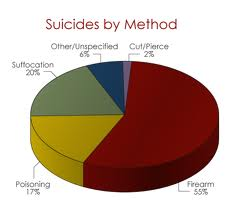 Suicides by Method
Other/Unspecified
6%
Cut/Pierce
2%
Suffocation
20%
Poisoning
17%
Firearm
55%